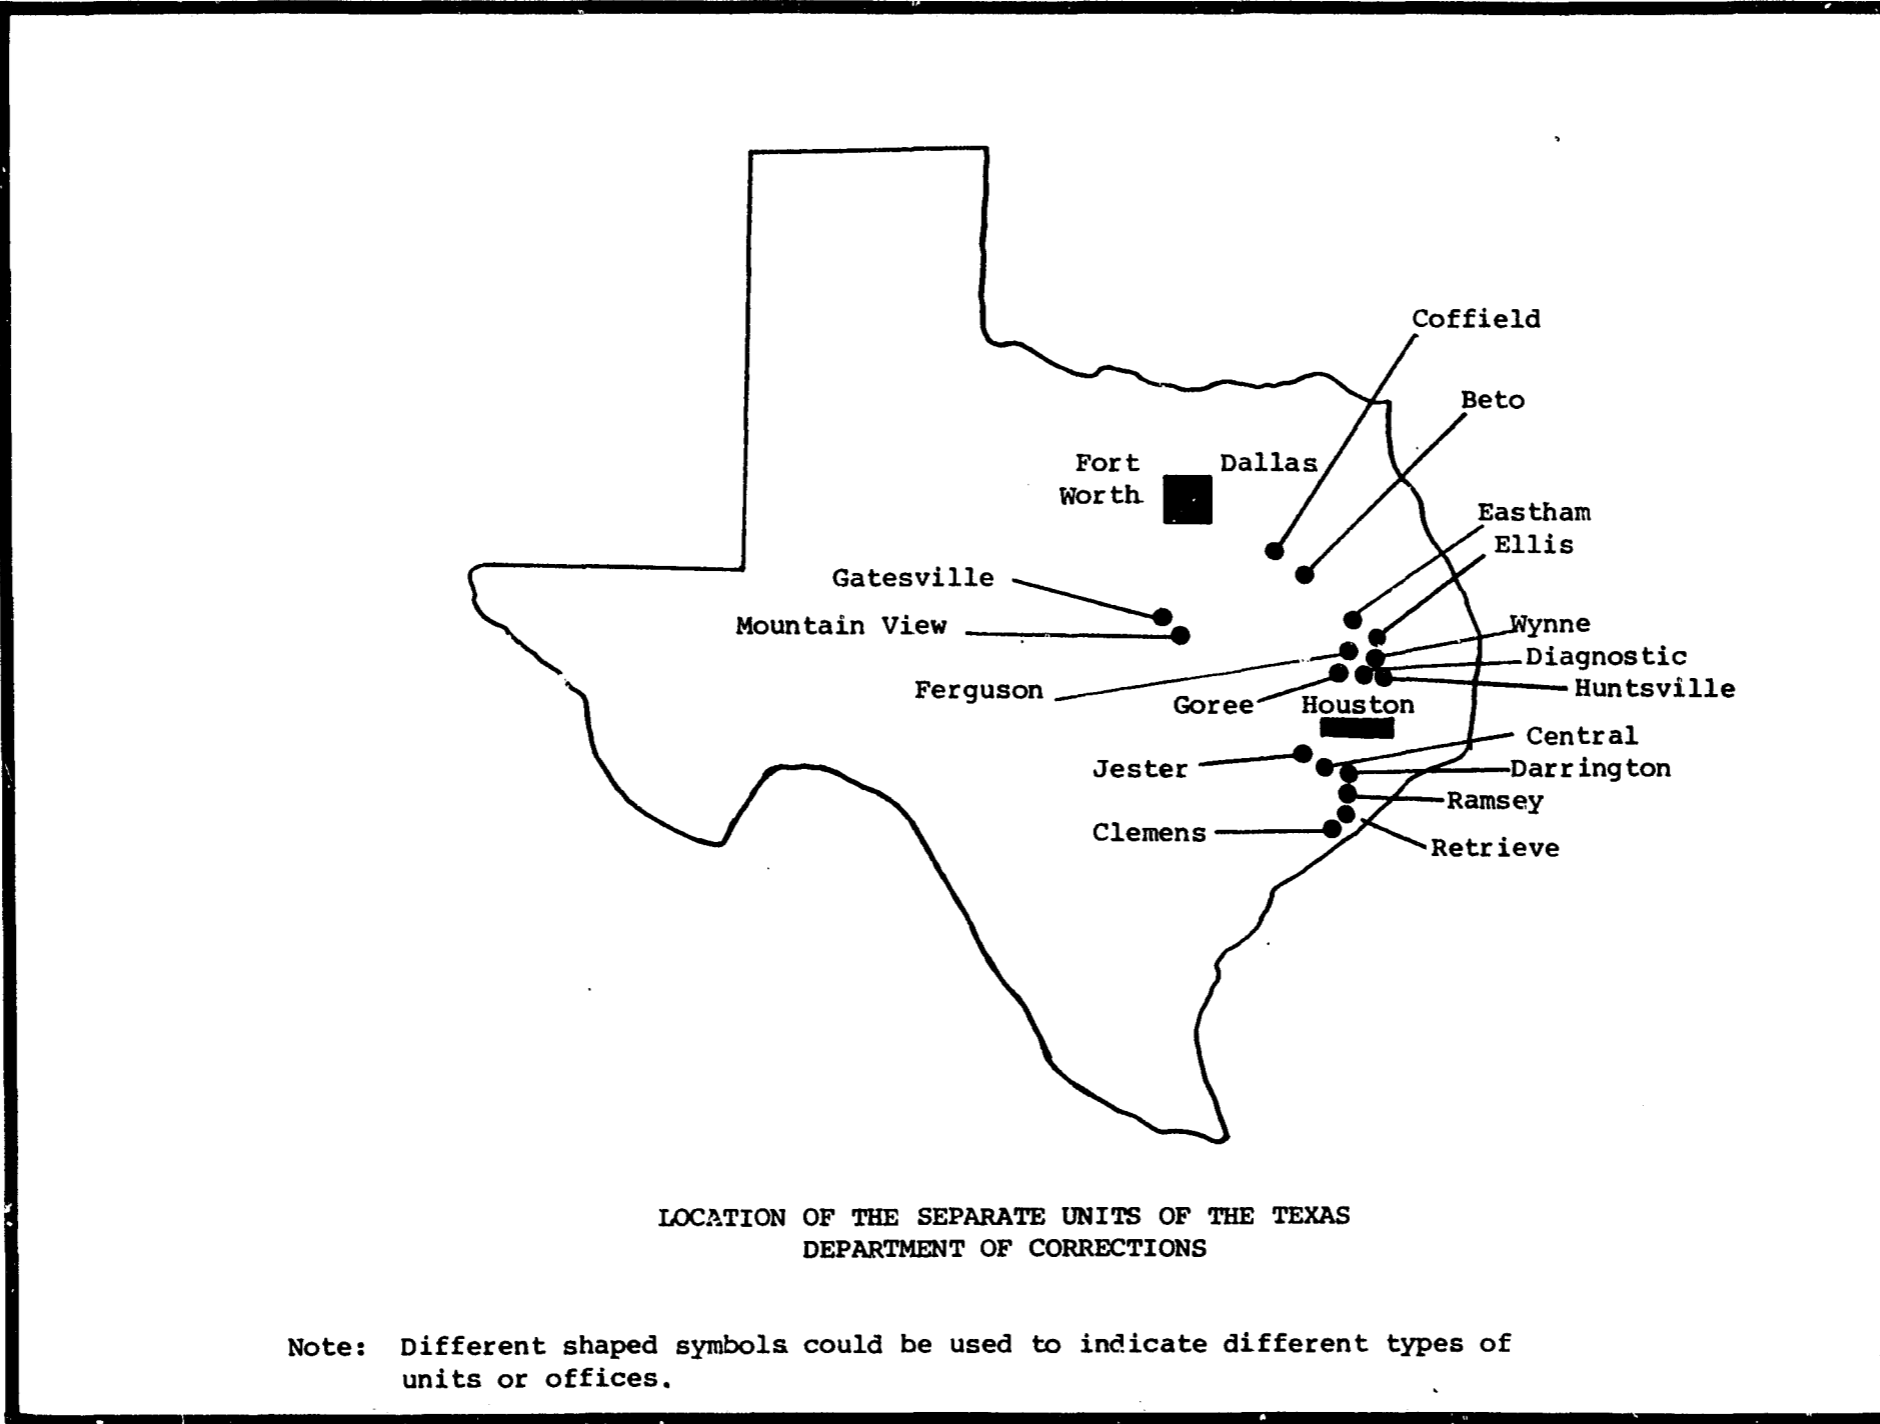 Coffield
Beto
Fort Dallas
Worth
Eastham
Ellis
Gatesville
Mountain View
Wynne
Diagnostic
Ferguson
Huntsville
Goree Houston
Central
Jester
Darrington
Ramsey
Clemens
Retrieve
LOCATION OF THE SEPARATE UNITS OF THE TEXAS
DEPARTMENT OF CORRECTIONS
Note: Different shaped symbols could be used to indicate different types of
units or offices.